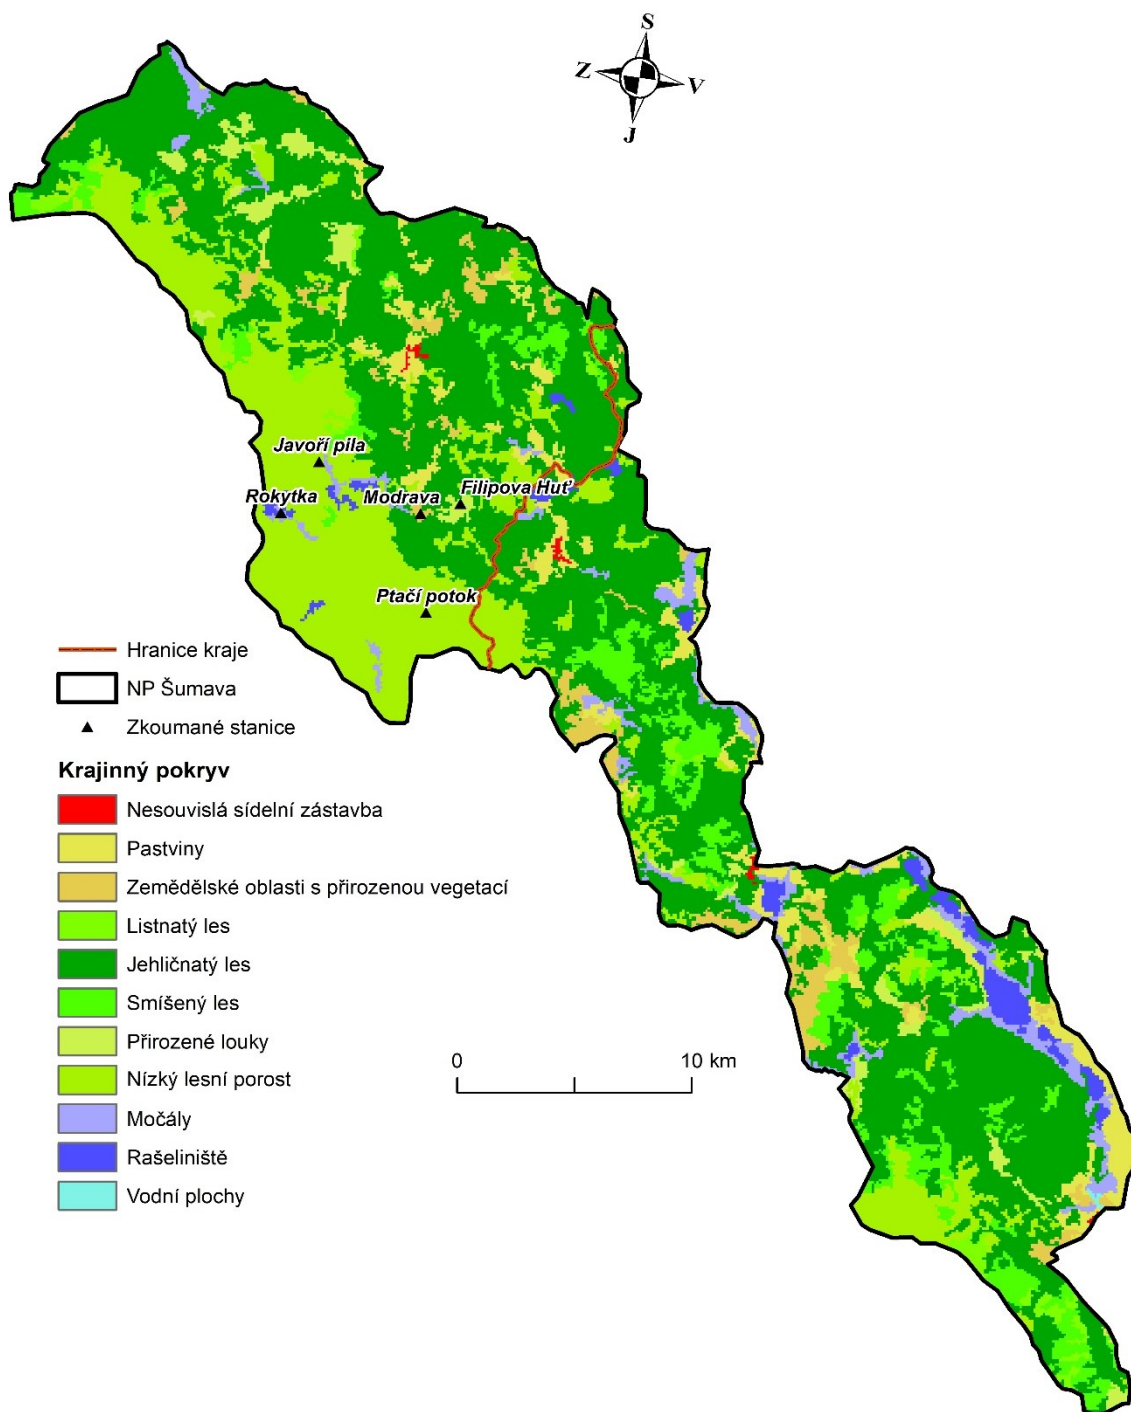 S
Z
V
J
Javoří pila
Rokytka
Modrava
Filipova Huť
Ptačí potok
Hranice kraje
NP Šumava
Zkoumané stanice
Krajinný pokryv
Nesouvislá sídelní zástavba
Pastviny
Zemědělské oblasti s přirozenou vegetací
Listnatý les
Jehličnatý les
Smíšený les
Přirozené louky
Nízký lesní porost
Močály
Rašeliniště
Vodní plochy
0
10 km